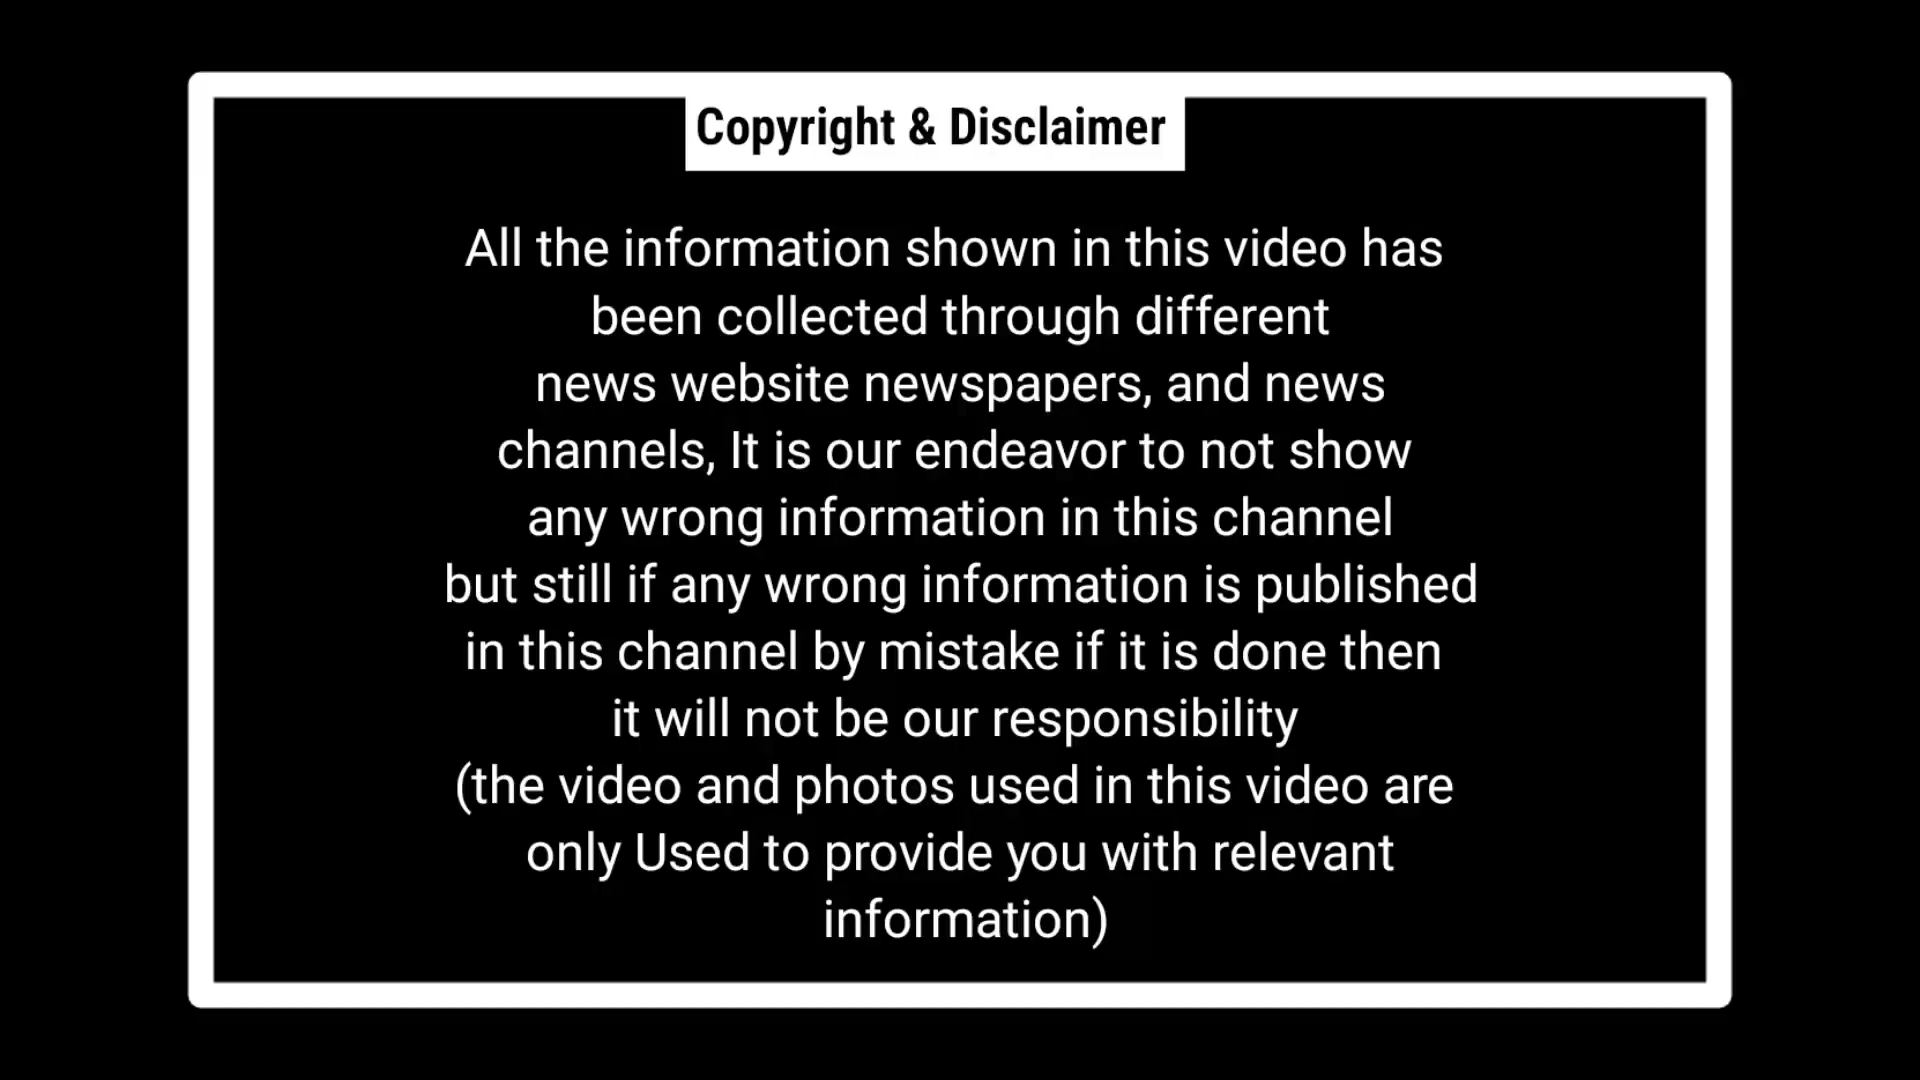 Copyright & Disclaimer
All the information shown in this video has
been collected through different
news website newspapers, and news
channels, It is our endeavor to not show
any wrong information in this channel
but still if any wrong information is published
in this channel by mistake if it is done then
it will not be our responsibility
(the video and photos used in this video are
only Used to provide you with relevant
information)